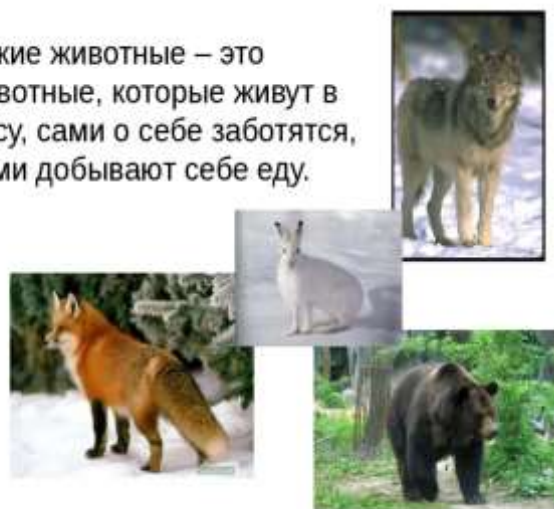 кие животные – это
вотные, которые живут в
су, сами о себе заботятся,
ми добывают себе еду.